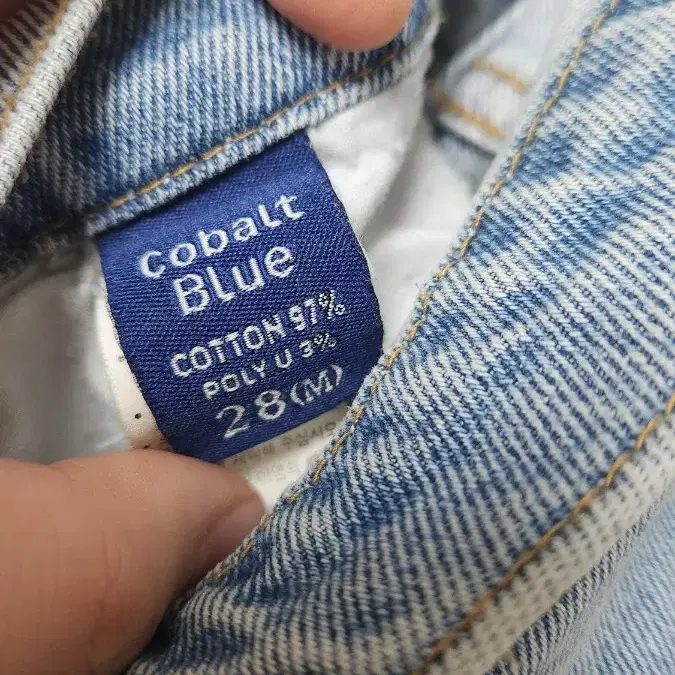 Cobalt
Blue
COTTON 97%
POLY U 3%
28(M)